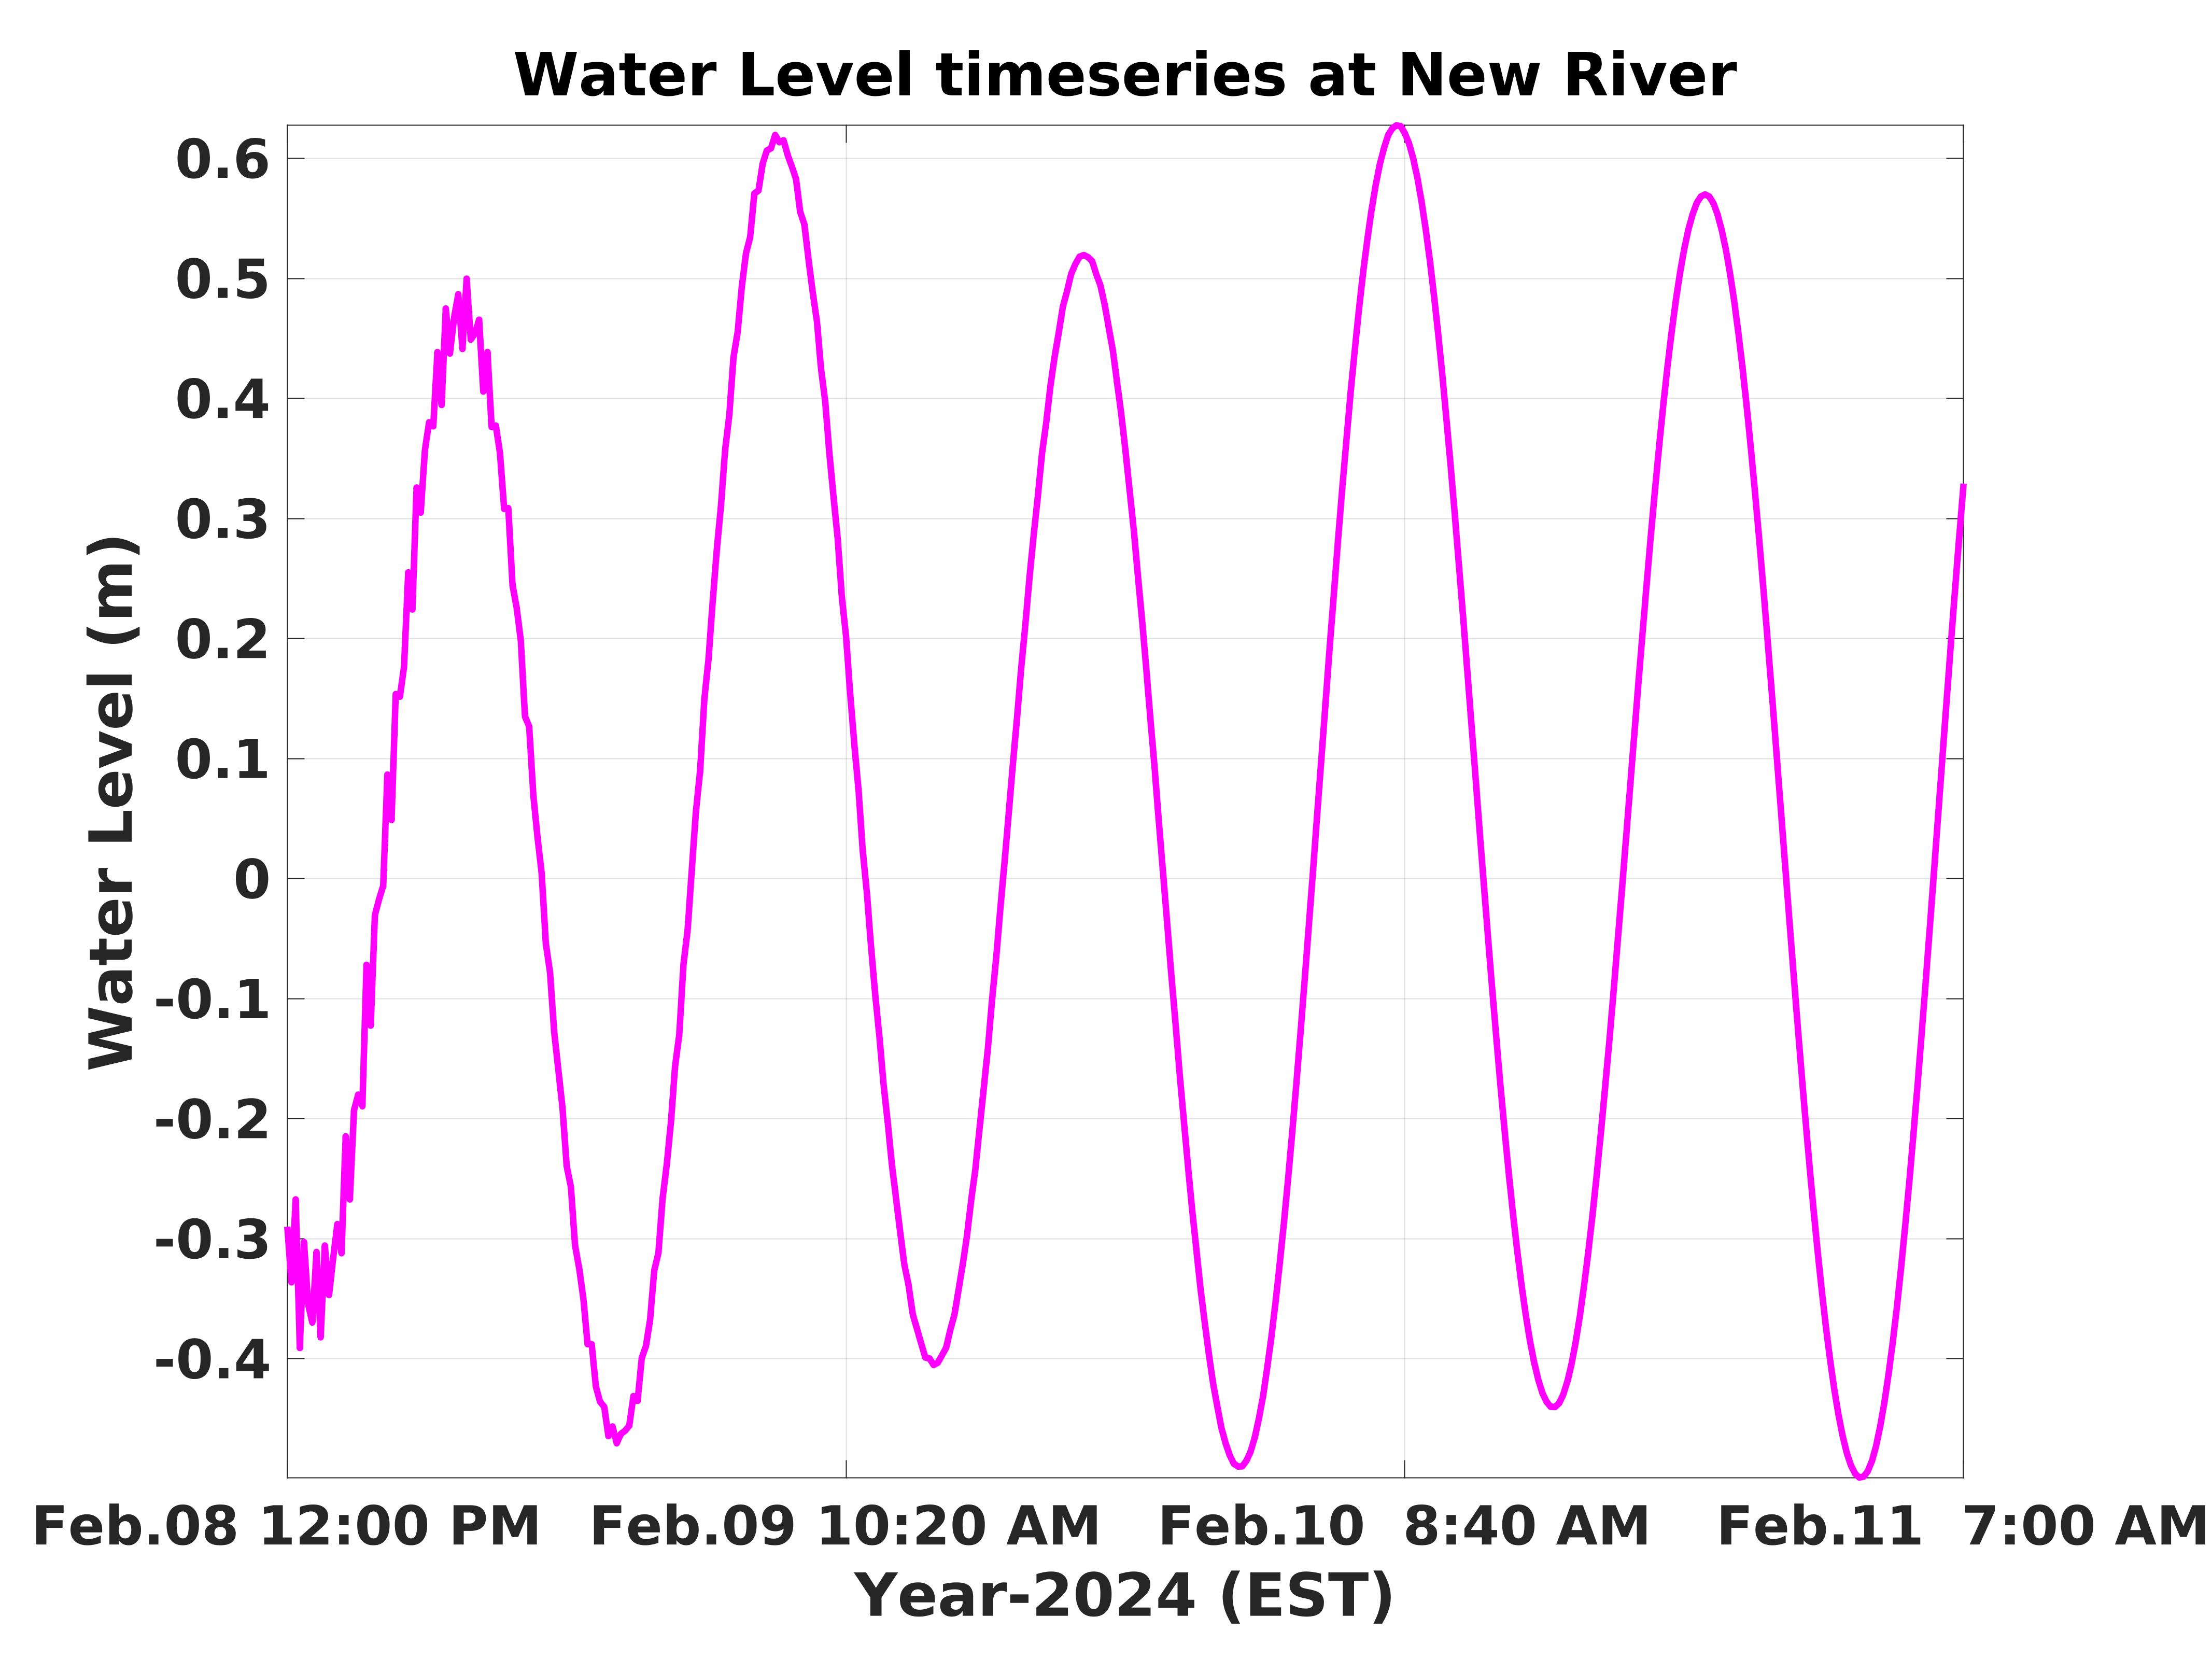 Water Level timeseries at New River
0.6
0.5
0.4
0.3
0.2
0.1
0
-0.1
-0.2
-0.3
-0.4
Water Level (m)
Feb.08 12:00 PM Feb.09 10:20 AM Feb.10 8:40 AM Feb.11 7:00 AM
Year-2024 (EST)